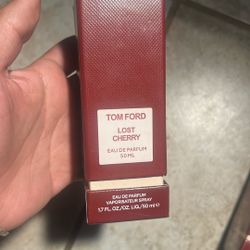 TOM FORD
LOST
CHERRY
EAU DE PARFUM
50 ML
EAU DE PARFUM
VAPORISATEUR SPRAY
1.7 FL.OZ./OZ. LIQ./50 ml ℮